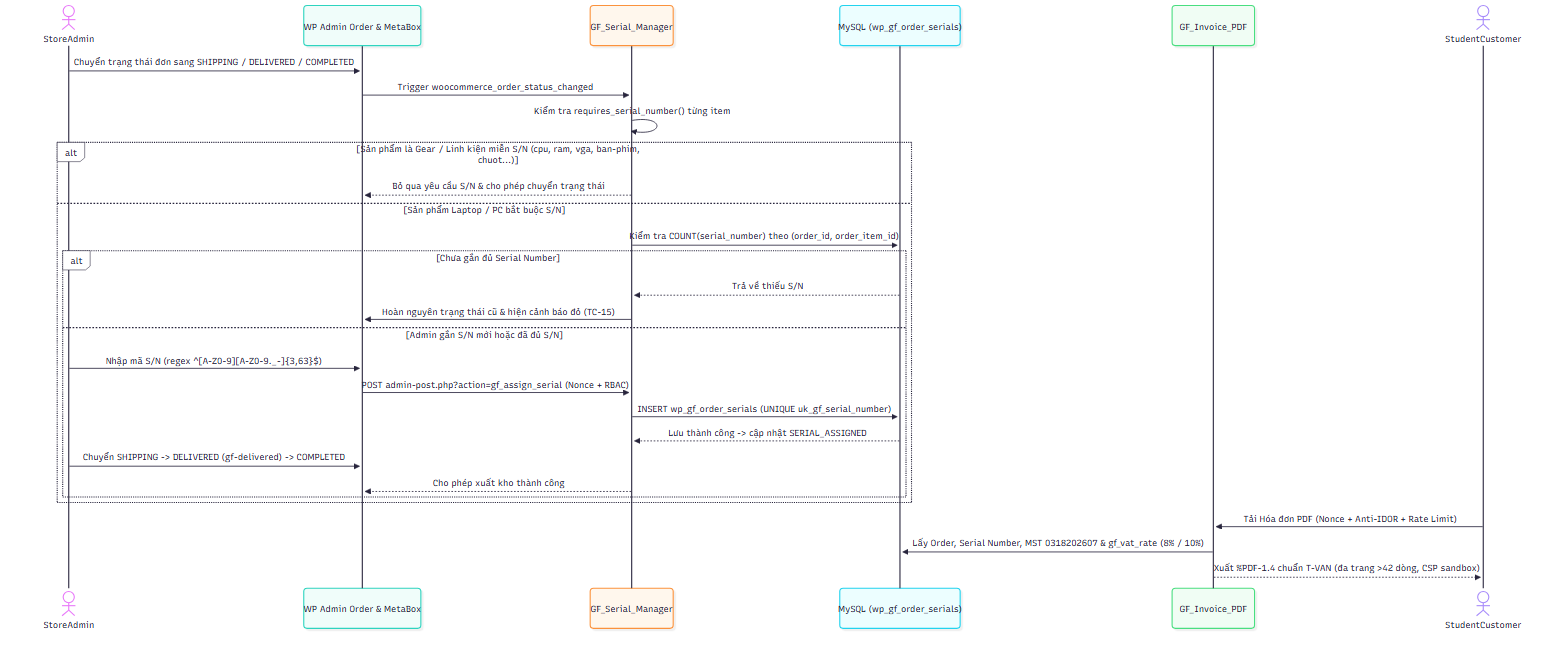 StoreAdmin
WP Admin Order & MetaBox
GF_Serial_Manager
MySQL (wp_gf_order_serials)
GF_Invoice_PDF
StudentCustomer
Chuyển trạng thái đơn sang SHIPPING / DELIVERED / COMPLETED
Trigger woocommerce_order_status_changed
Kiểm tra requires_serial_number() từng item
alt
[Sản phẩm là Gear / Linh kiện miễn S/N (cpu, ram, vga, ban-phim,
chuot...)]
Bỏ qua yêu cầu S/N & cho phép chuyển trạng thái
[Sản phẩm Laptop / PC bắt buộc S/N]
Kiểm tra COUNT(serial_number) theo (order_id, order_item_id)
alt
[Chưa gắn đủ Serial Number]
Trả về thiếu S/N
Hoàn nguyên trạng thái cũ & hiện cảnh báo đỏ (TC-15)
[Admin gắn S/N mới hoặc đã đủ S/N]
Nhập mã S/N (regex ^[A-Z0-9][A-Z0-9._-]{3,63}$)
POST admin-post.php?action=gf_assign_serial (Nonce + RBAC)
INSERT wp_gf_order_serials (UNIQUE uk_gf_serial_number)
Lưu thành công -> cập nhật SERIAL_ASSIGNED
Chuyển SHIPPING -> DELIVERED (gf-delivered) -> COMPLETED
Cho phép xuất kho thành công
Tải Hóa đơn PDF (Nonce + Anti-IDOR + Rate Limit)
Lấy Order, Serial Number, MST 0318202607 & gf_vat_rate (8% / 10%)
Xuất %PDF-1.4 chuẩn T-VAN (đa trang >42 dòng, CSP sandbox)
StoreAdmin
WP Admin Order & MetaBox
GF_Serial_Manager
MySQL (wp_gf_order_serials)
GF_Invoice_PDF
StudentCustomer